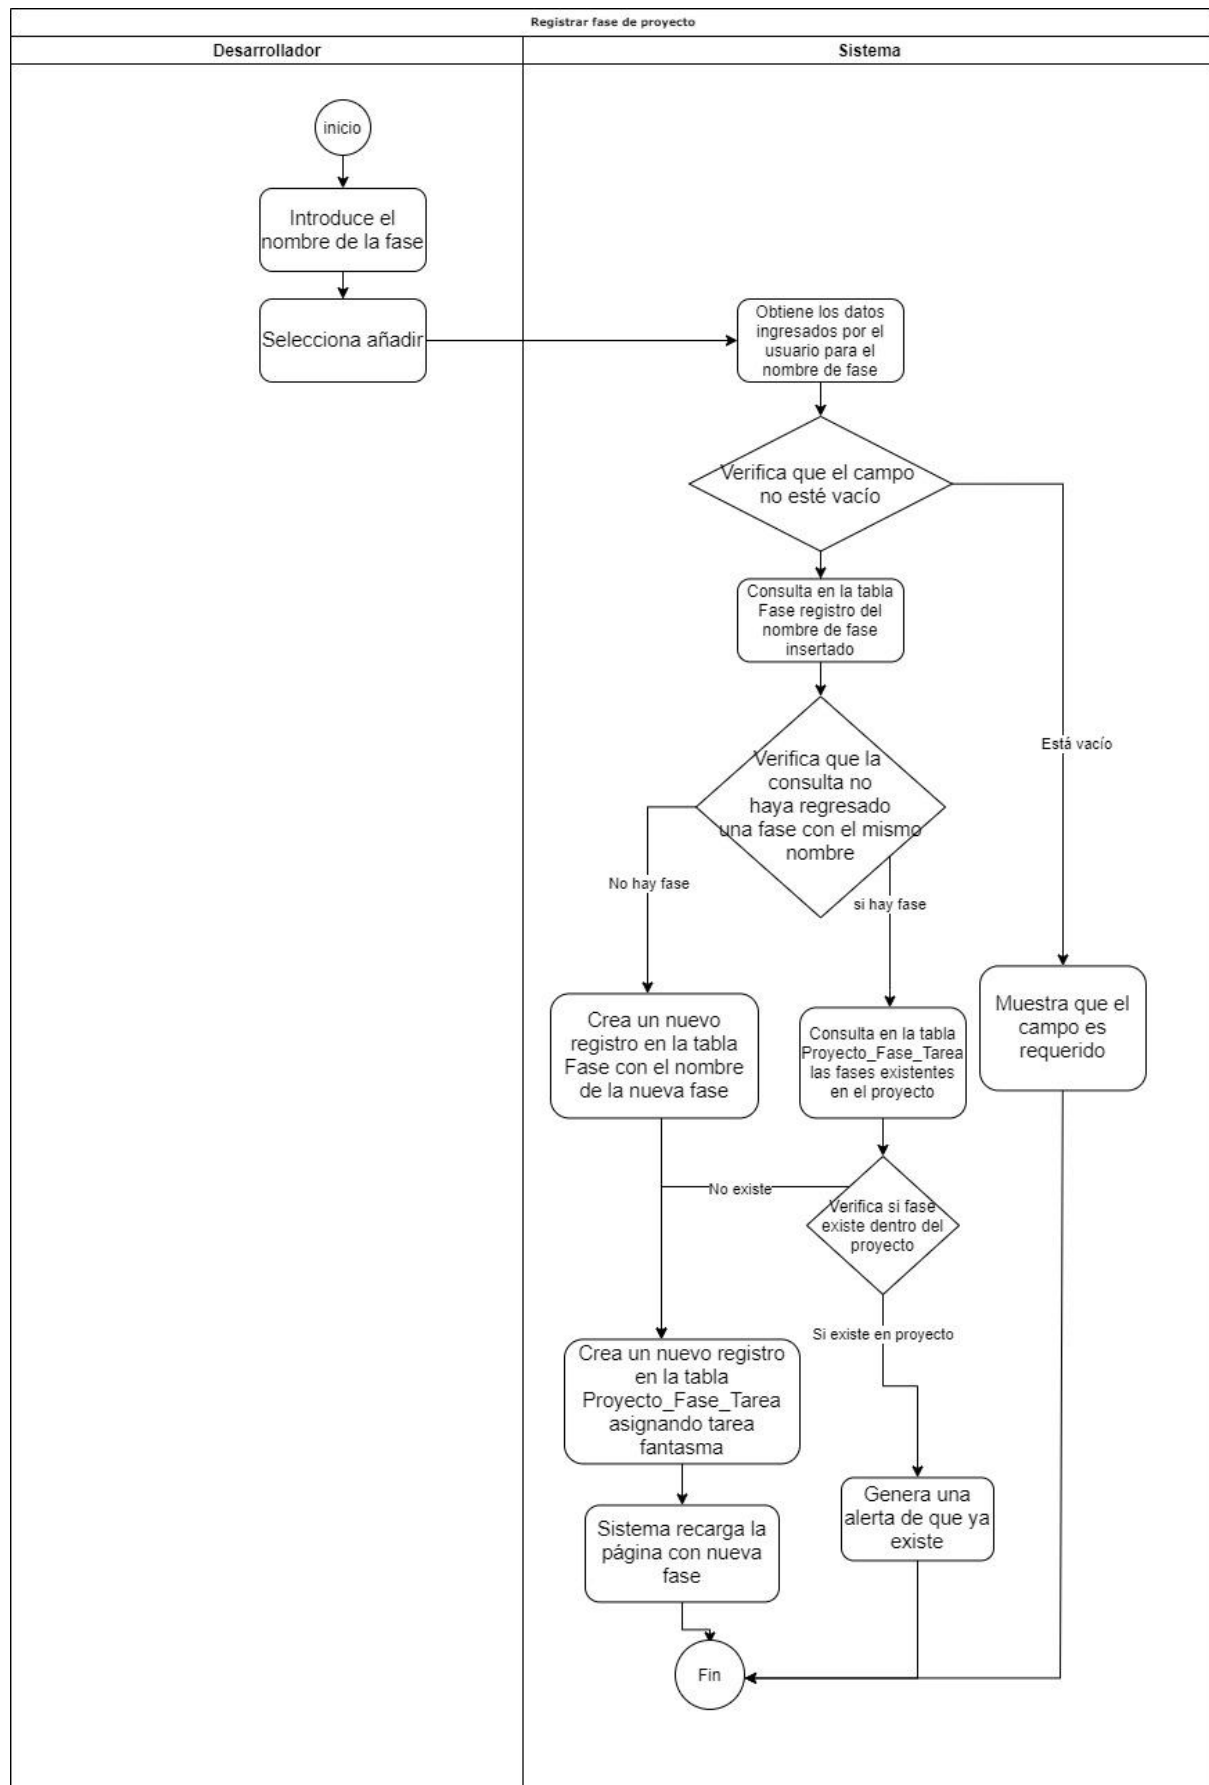 Registrar fase de proyecto
Desarrollador
Sistema
inicio
Introduce el
nombre de la fase
Selecciona añadir
Obtiene los datos
ingresados por el
usuario para el
nombre de fase
Verifica que el campo
no esté vacío
Consulta en la tabla
Fase registro del
nombre de fase
insertado
Está vacío
Verifica que la
consulta no
haya regresado
una fase con el mismo
nombre
No hay fase
si hay fase
Crea un nuevo
registro en la tabla
Fase con el nombre
de la nueva fase
Consulta en la tabla
Proyecto_Fase_Tarea
las fases existentes
en el proyecto
Muestra que el
campo es
requerido
No existe
Verifica si fase
existe dentro del
proyecto
Si existe en proyecto
Crea un nuevo registro
en la tabla
Proyecto_Fase_Tarea
asignando tarea
fantasma
Genera una
alerta de que ya
existe
Sistema recarga la
página con nueva
fase
Fin